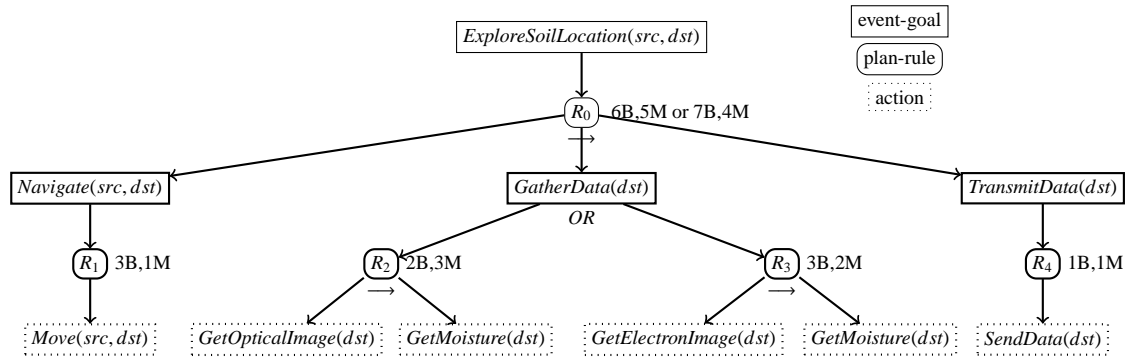 ExploreSoilLocation(src, dst)
event-goal
plan-rule
action
R0 6B,5M or 7B,4M
Navigate(src, dst)
GatherData(dst)
TransmitData(dst)
OR
R1 3B,1M
R2 2B,3M
R3 3B,2M
R4 1B,1M
Move(src, dst)
GetOpticalImage(dst)
GetMoisture(dst)
GetElectronImage(dst)
GetMoisture(dst)
SendData(dst)